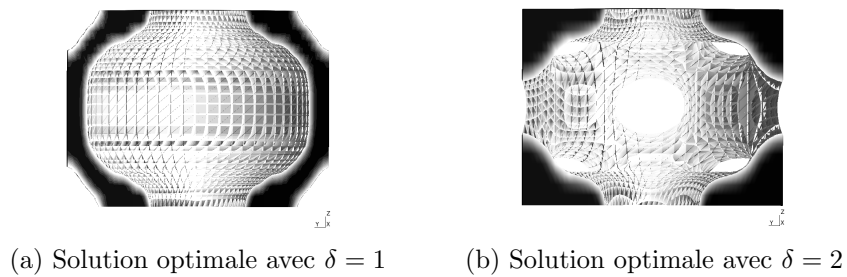 Z
Y X
Z
Y X
(a) Solution optimale avec δ = 1
(b) Solution optimale avec δ = 2